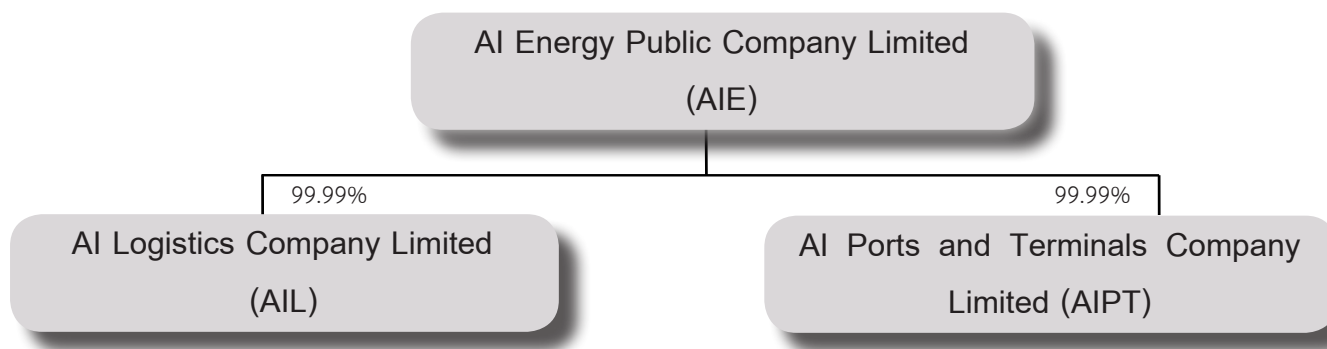 AI Energy Public Company Limited
(AIE)
99.99%
99.99%
AI Logistics Company Limited
(AIL)
AI Ports and Terminals Company
Limited (AIPT)